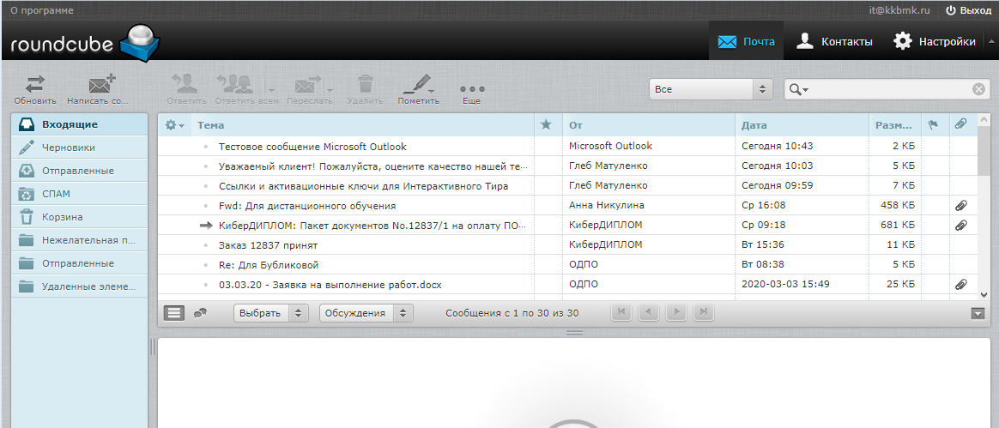 О программе
it@kkbmk.ru Выход
roundcube
Почта Контакты Настройки
Обновить Написать со... Ответить Ответить всем Переслать Удалить Пометить Еще
Все
Входящие
Черновики
Отправленные
СПАМ
Корзина
Нежелательная п...
Отправленные
Удаленные элеме...
Тема От Дата Разм...
Тестовое сообщение Microsoft Outlook Microsoft Outlook Сегодня 10:43 2 КБ
Уважаемый клиент! Пожалуйста, оцените качество нашей те... Глеб Матуленко Сегодня 10:03 5 КБ
Ссылки и активационные ключи для Интерактивного Тира Глеб Матуленко Сегодня 09:59 7 КБ
Fwd: Для дистанционного обучения Анна Никулина Ср 16:08 458 КБ
КиберДИПЛОМ: Пакет документов No.12837/1 на оплату ПО... КиберДИПЛОМ Ср 09:18 681 КБ
Заказ 12837 принят КиберДИПЛОМ Вт 15:36 11 КБ
Re: Для Бубликовой ОДПО Вт 08:38 5 КБ
03.03.20 - Заявка на выполнение работ.docx ОДПО 2020-03-03 15:49 25 КБ
Выбрать Обсуждения Сообщения с 1 по 30 из 30